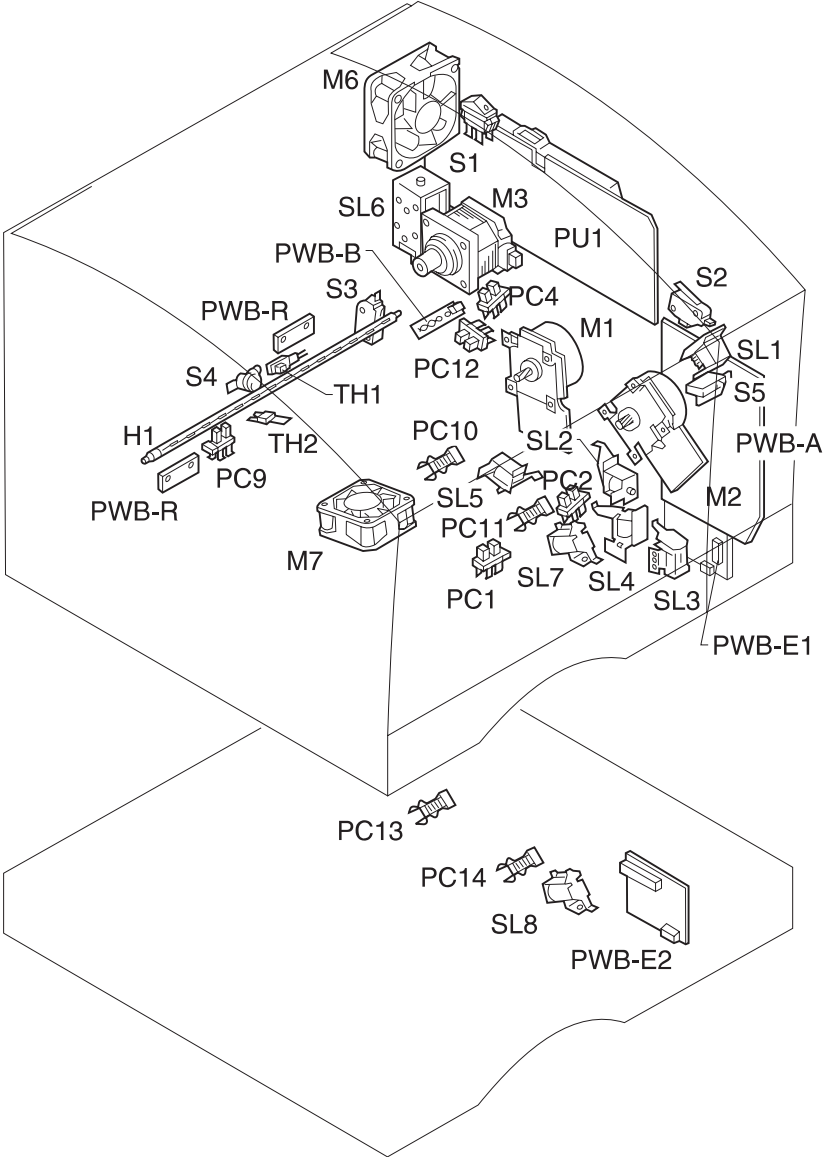 M6
S1
SL6
M3
PU1
PWB-B
S3
S2
PC4
PWB-R
M1
SL1
PC12
S4
TH1
S5
H1
TH2
PC10
SL2
PWB-A
PC9
PC2
SL5
M2
PWB-R
PC11
M7
SL7
SL4
PC1
SL3
PWB-E1
PC13
PC14
SL8
PWB-E2